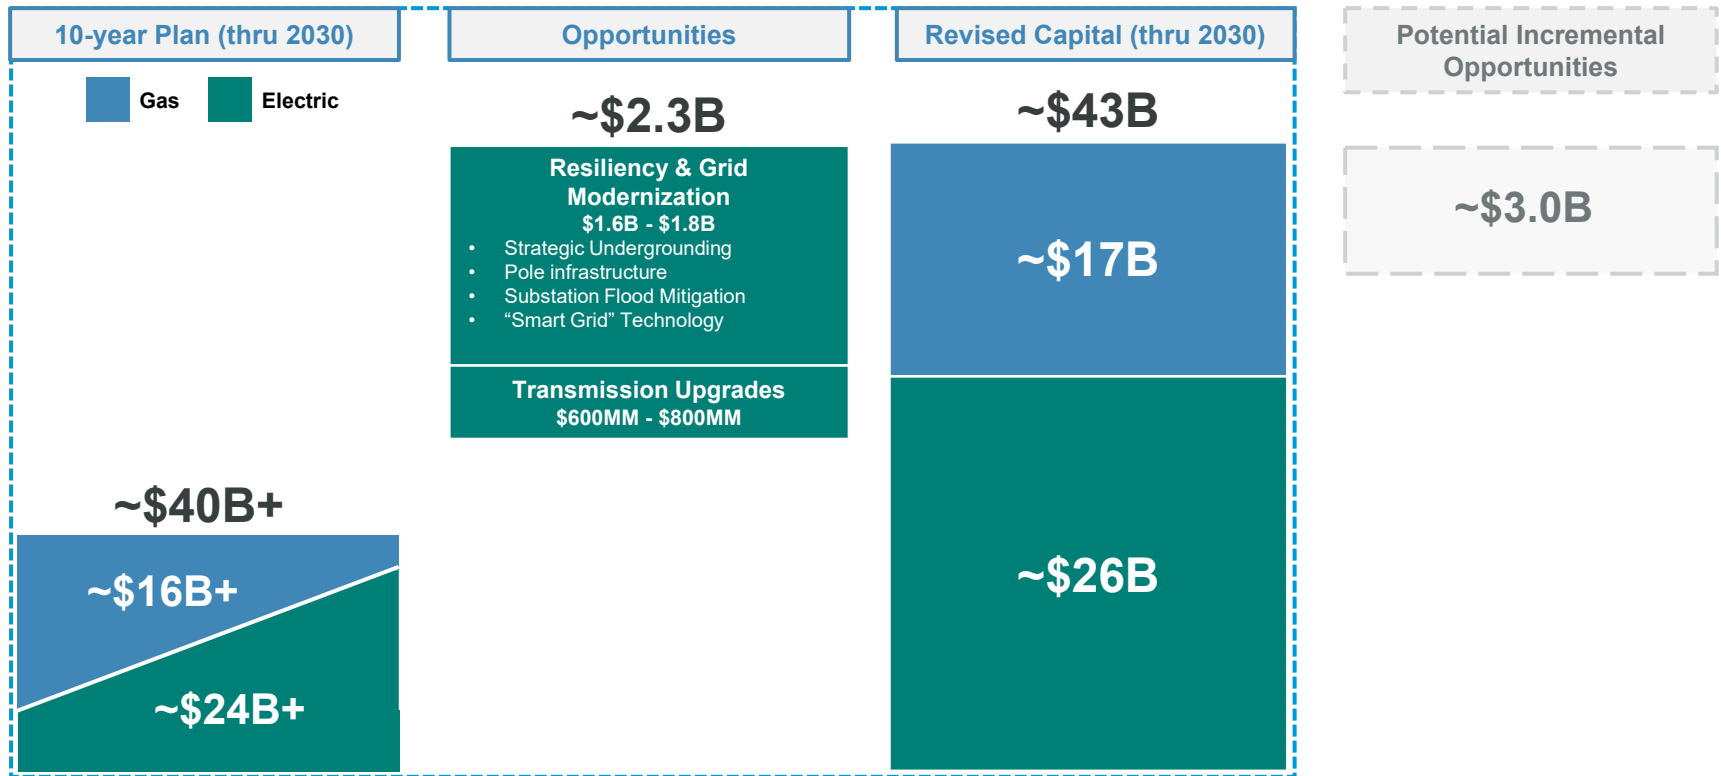 10-year Plan (thru 2030)
Gas
Electric
~$40B+
~$16B+
~$24B+
Opportunities
~$2.3B
Resiliency & Grid
Modernization
$1.6B - $1.8B
• Strategic Undergrounding
• Pole infrastructure
• Substation Flood Mitigation
• “Smart Grid” Technology
Transmission Upgrades
$600MM - $800MM
Revised Capital (thru 2030)
~$43B
~$17B
~$26B
Potential Incremental
Opportunities
~$3.0B